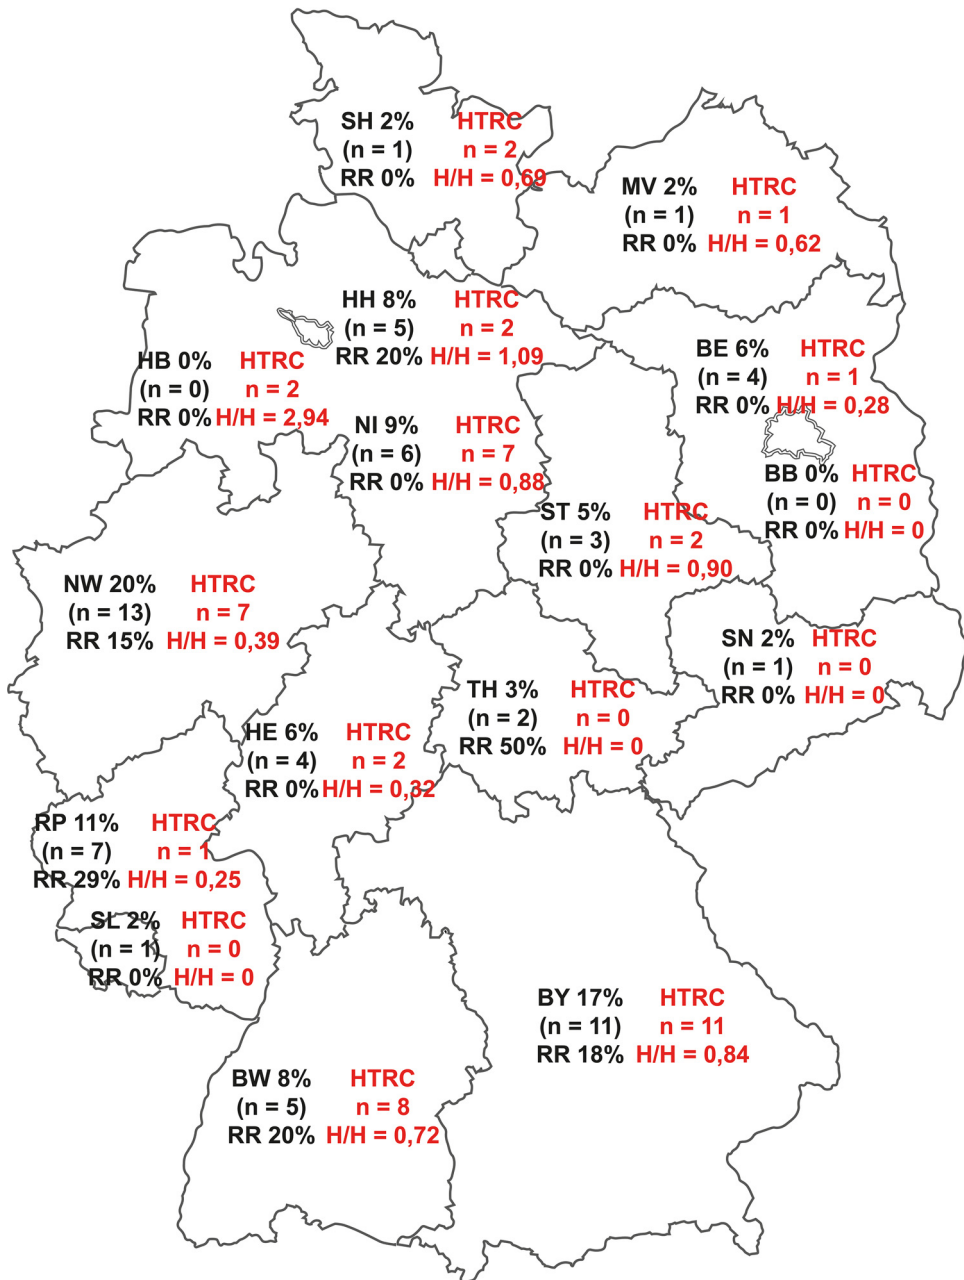 SH 2% HTRC
(n = 1) n = 2
RR 0% H/H = 0,69
MV 2% HTRC
(n = 1) n = 1
RR 0% H/H = 0,62
HH 8% HTRC
(n = 5) n = 2
RR 20% H/H = 1,09
HB 0% HTRC
(n = 0) n = 2
RR 0% H/H = 2,94
BE 6% HTRC
(n = 4) n = 1
RR 0% H/H = 0,28
NI 9% HTRC
(n = 6) n = 7
RR 0% H/H = 0,88
BB 0% HTRC
(n = 0) n = 0
RR 0% H/H = 0
ST 5% HTRC
(n = 3) n = 2
RR 0% H/H = 0,90
NW 20% HTRC
(n = 13) n = 7
RR 15% H/H = 0,39
SN 2% HTRC
(n = 1) n = 0
RR 0% H/H = 0
TH 3% HTRC
(n = 2) n = 0
RR 50% H/H = 0
HE 6% HTRC
(n = 4) n = 2
RR 0% H/H = 0,32
RP 11% HTRC
(n = 7) n = 1
RR 29% H/H = 0,25
SL 2% HTRC
(n = 1) n = 0
RR 0% H/H = 0
BY 17% HTRC
(n = 11) n = 11
RR 18% H/H = 0,84
BW 8% HTRC
(n = 5) n = 8
RR 20% H/H = 0,72